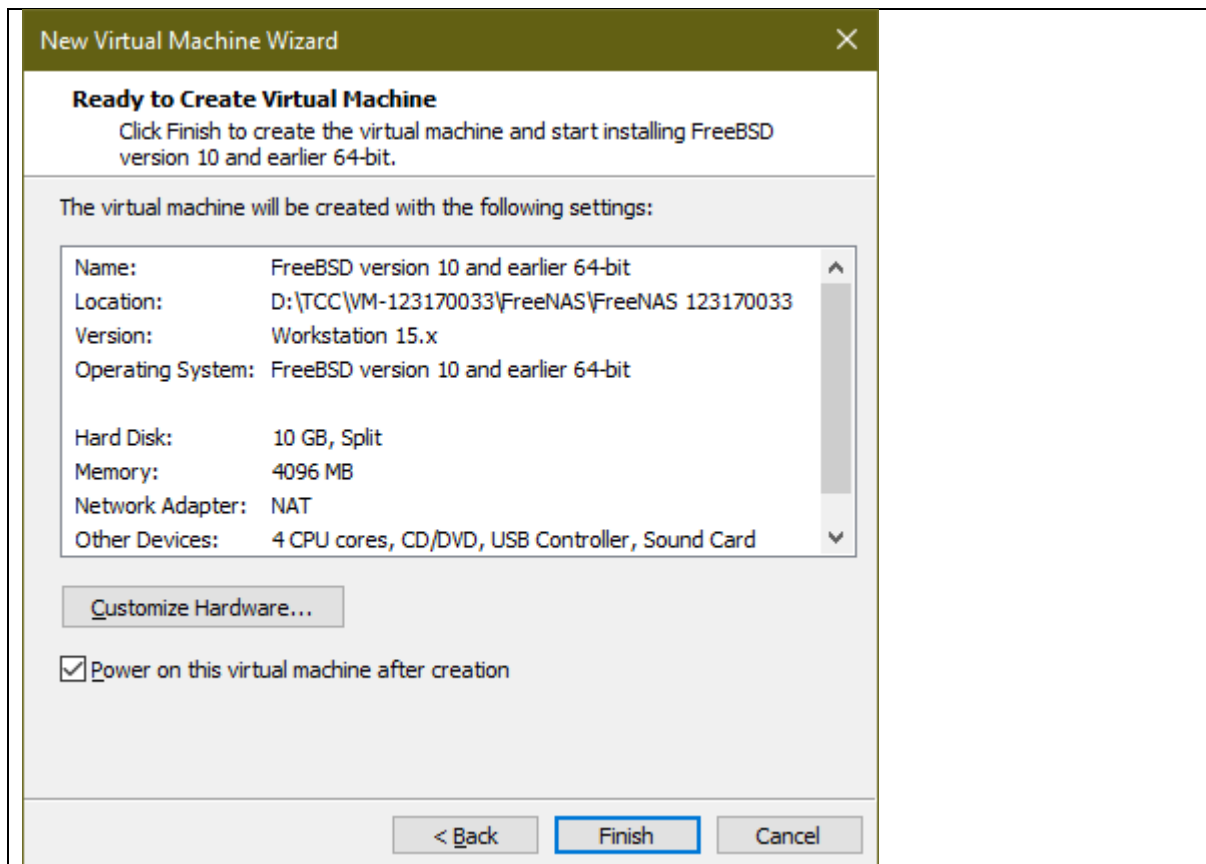 New Virtual Machine Wizard
Ready to Create Virtual Machine
Click Finish to create the virtual machine and start installing FreeBSD
version 10 and earlier 64-bit.
The virtual machine will be created with the following settings:
Name: FreeBSD version 10 and earlier 64-bit
Location: D:\TCC\VM-123170033\FreeNAS\FreeNAS 123170033
Version: Workstation 15.x
Operating System: FreeBSD version 10 and earlier 64-bit
Hard Disk: 10 GB, Split
Memory: 4096 MB
Network Adapter: NAT
Other Devices: 4 CPU cores, CD/DVD, USB Controller, Sound Card
Customize Hardware...
Power on this virtual machine after creation
< Back Finish Cancel